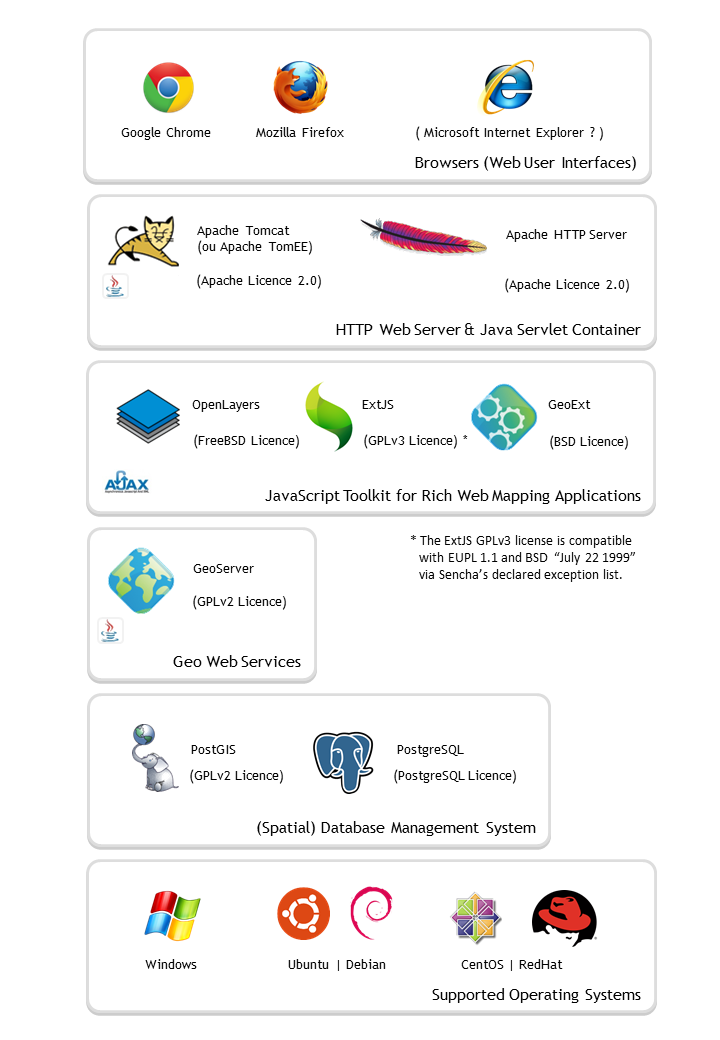 Google Chrome
Mozilla Firefox
( Microsoft Internet Explorer ? )
Browsers (Web User Interfaces)
Apache Tomcat
(ou Apache TomEE)
(Apache Licence 2.0)
Apache HTTP Server
(Apache Licence 2.0)
HTTP Web Server & Java Servlet Container
OpenLayers
(FreeBSD Licence)
ExtJS
(GPLv3 Licence) *
GeoExt
(BSD Licence)
AJAX
JavaScript Toolkit for Rich Web Mapping Applications
* The ExtJS GPLv3 license is compatible
with EUPL 1.1 and BSD “July 22 1999”
via Sencha’s declared exception list.
GeoServer
(GPLv2 Licence)
Geo Web Services
PostGIS
(GPLv2 Licence)
PostgreSQL
(PostgreSQL Licence)
(Spatial) Database Management System
Windows
Ubuntu | Debian
CentOS | RedHat
Supported Operating Systems